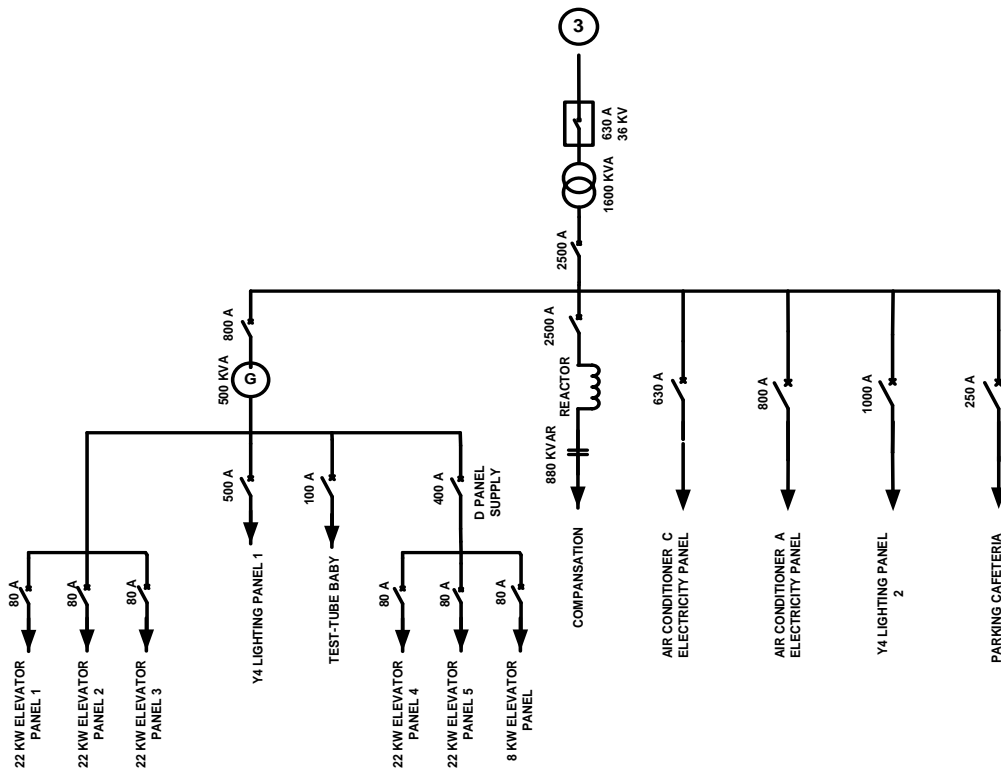 3
630 A
36 KV
1600 KVA
2500 A
800 A
500 KVA
G
2500 A
REACTOR
880 KVAR
COMPANSATION
630 A
AIR CONDITIONER C
ELECTRICITY PANEL
800 A
AIR CONDITIONER A
ELECTRICITY PANEL
1000 A
Y4 LIGHTING PANEL
2
250 A
PARKING CAFETERIA
500 A
Y4 LIGHTING PANEL 1
100 A
TEST-TUBE BABY
400 A
D PANEL
SUPPLY
80 A
22 KW ELEVATOR
PANEL 1
80 A
22 KW ELEVATOR
PANEL 2
80 A
22 KW ELEVATOR
PANEL 3
80 A
22 KW ELEVATOR
PANEL 4
80 A
22 KW ELEVATOR
PANEL 5
80 A
8 KW ELEVATOR
PANEL